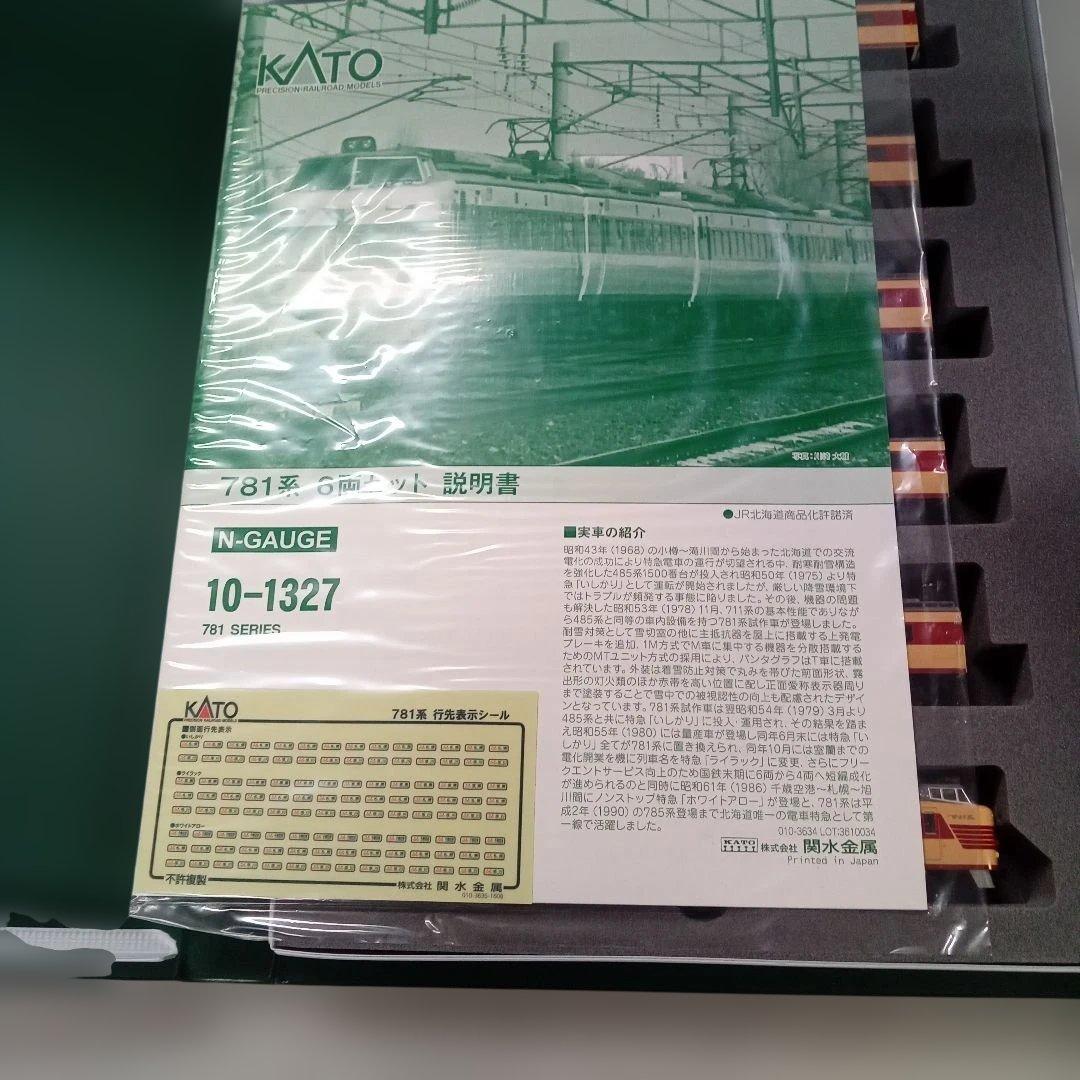 KATO
PRECISION RAILROAD MODELS
781系 6両セット 説明書
●JR北海道商品化許諾済
N-GAUGE
10-1327
781 SERIES
■実車の紹介
昭和43年(1968)の小樽～滝川間から始まった北海道での交流
電化の成功により特急電車の運行が切望される中、耐寒耐雪構造
を強化した485系1500番台が投入され昭和50年(1975)より特
急「いしかり」として運転が開始されましたが、厳しい降雪環境下
ではトラブルが頻発する事態に陥りました。その後、機器の問題
も解決した昭和53年(1978)11月、711系の基本性能でありなが
ら485系と同等の車内設備を持つ781系試作車が登場しました。
耐雪対策として雪切室の他に主抵抗器を屋上に搭載する上発電
ブレーキを追加、1M方式でM車に集中する機器を分散搭載する
ためのMTユニット方式の採用により、パンタグラフはT車に搭載
されています。外装は着雪防止対策で丸みを帯びた前面形状、露
出形の灯火類のほか赤帯を高い位置に配し正面愛称表示器周り
まで塗装することで雪中での被視認性の向上も配慮されたデザイ
ンとなっています。781系試作車は翌昭和54年(1979)3月より
485系と共に特急「いしかり」に投入・運用され、その結果を踏ま
え昭和55年(1980)には量産車が登場し同年6月末には特急「い
しかり」全てが781系に置き換えられ、同年10月には室蘭までの
電化開業を機に列車名を特急「ライラック」に変更、さらにフリー
クエントサービス向上のため国鉄末期に6両から4両へ短編成化
が進められるのと同時に昭和61年(1986)千歳空港～札幌～旭
川間にノンストップ特急「ホワイトアロー」が登場と、781系は平
成2年(1990)の785系登場まで北海道唯一の電車特急として第
一線で活躍しました。
010-3634 LOT:3610034
KATO 株式会社 関水金属
Printed in Japan
KATO
PRECISION RAILROAD MODELS
781系 行先表示シール
■側面行先表示
●いしかり
●ライラック
●ホワイトアロー
不許複製
株式会社 関水金属